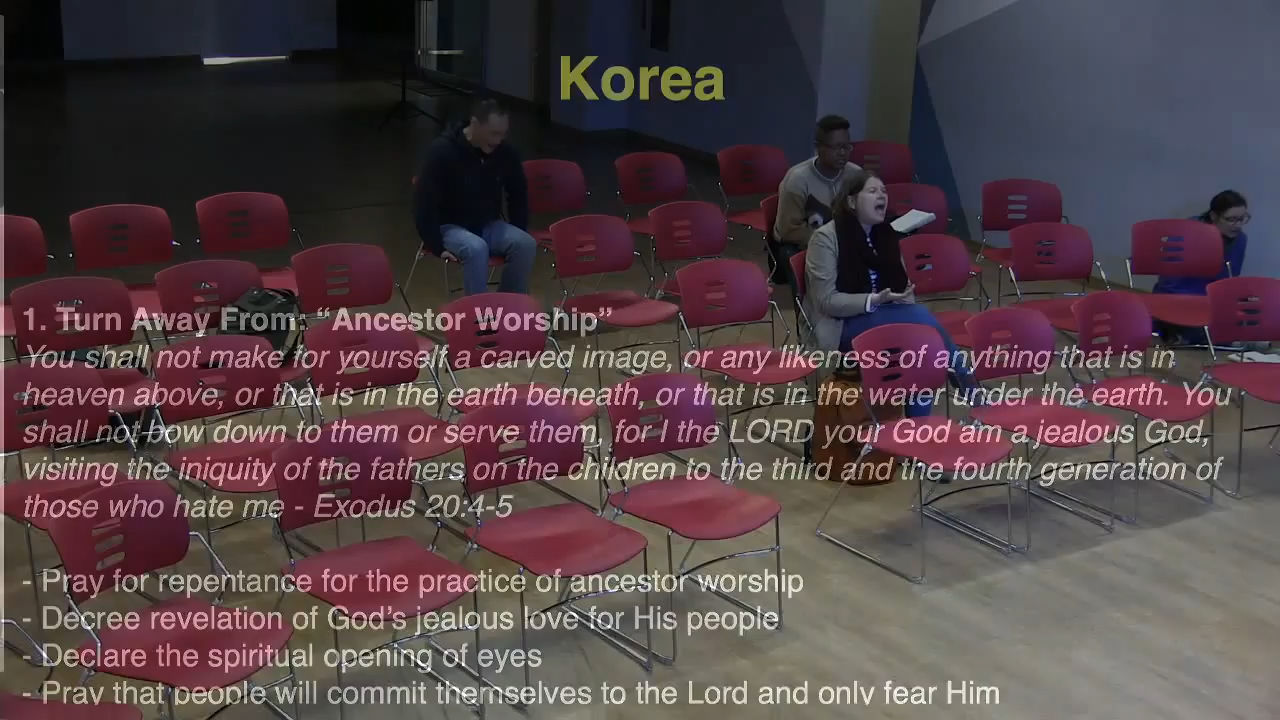 Korea
1. Turn Away From: “Ancestor Worship”
You shall not make for yourself a carved image, or any likeness of anything that is in
heaven above, or that is in the earth beneath, or that is in the water under the earth. You
shall not bow down to them or serve them, for I the LORD your God am a jealous God,
visiting the iniquity of the fathers on the children to the third and the fourth generation of
those who hate me - Exodus 20:4-5
- Pray for repentance for the practice of ancestor worship
- Decree revelation of God’s jealous love for His people
- Declare the spiritual opening of eyes
- Pray that people will commit themselves to the Lord and only fear Him